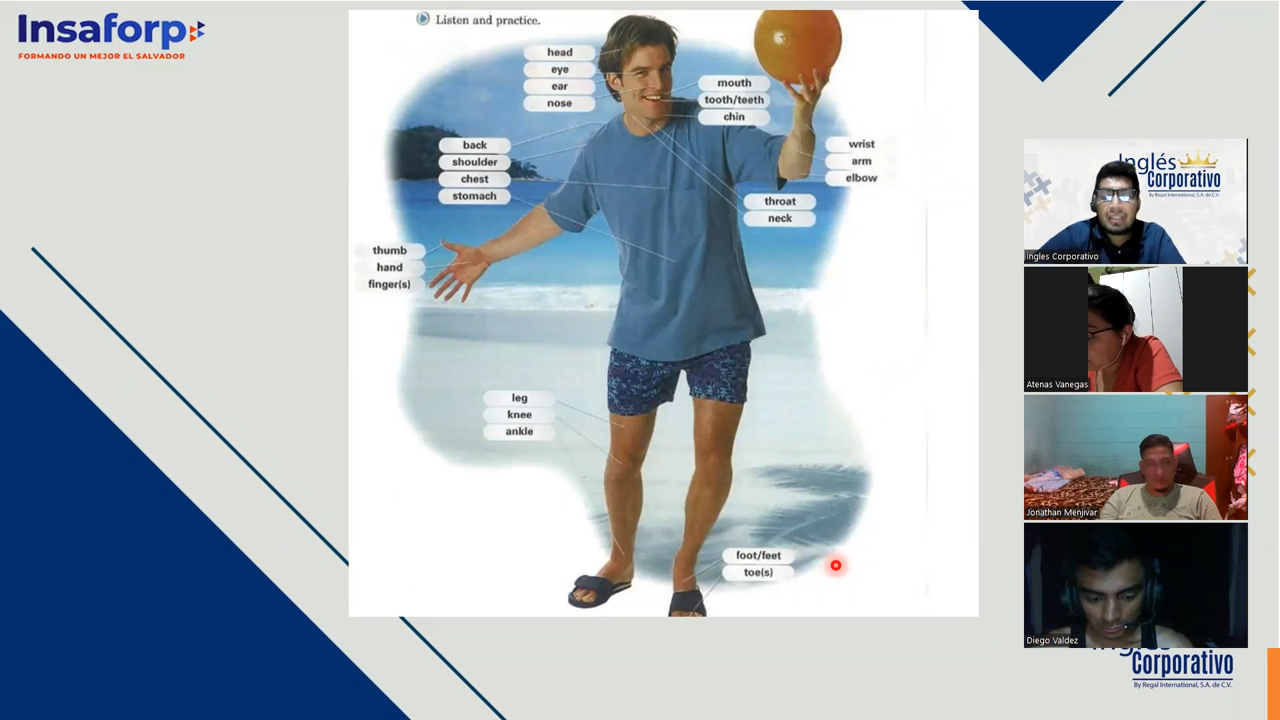 Insaforp
FORMANDO UN MEJOR EL SALVADOR
Listen and practice.
head
eye
ear
nose
mouth
tooth/teeth
chin
back
shoulder
chest
stomach
wrist
arm
elbow
throat
neck
thumb
hand
finger(s)
leg
knee
ankle
foot/feet
toe(s)
Inglés
Corporativo
By Regal International, S.A. de C.V.
Ingles Corporativo
Atenas Vanegas
Jonathan Menjivar
Diego Valdez
Corporativo
By Regal International, S.A. de C.V.